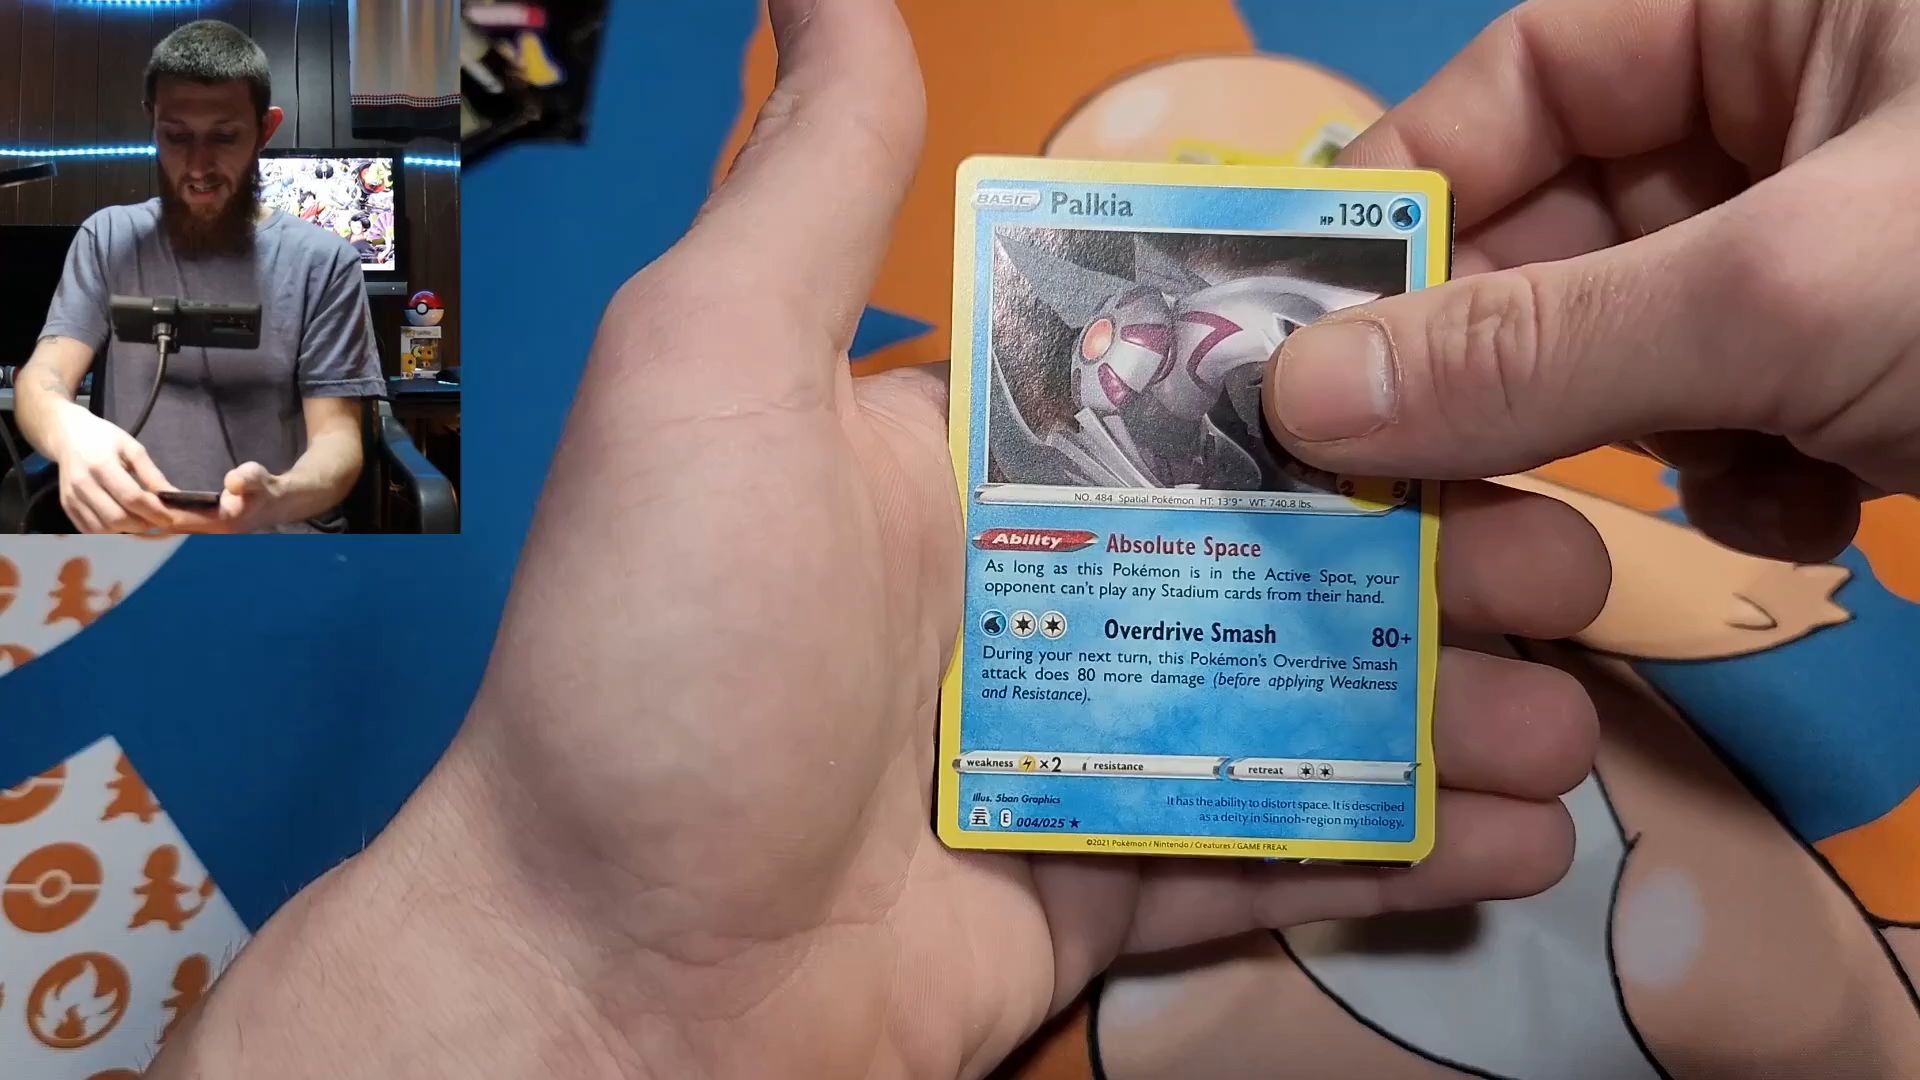 BASIC Palkia HP 130
2 5
NO. 484 Spatial Pokémon HT: 13'9" WT: 740.8 lbs.
Ability Absolute Space
As long as this Pokémon is in the Active Spot, your
opponent can't play any Stadium cards from their hand.
Overdrive Smash 80+
During your next turn, this Pokémon's Overdrive Smash
attack does 80 more damage (before applying Weakness
and Resistance).
weakness ×2 resistance retreat
Illus. 5ban Graphics
It has the ability to distort space. It is described
as a deity in Sinnoh-region mythology.
E 004/025 ★
©2021 Pokémon / Nintendo / Creatures / GAME FREAK